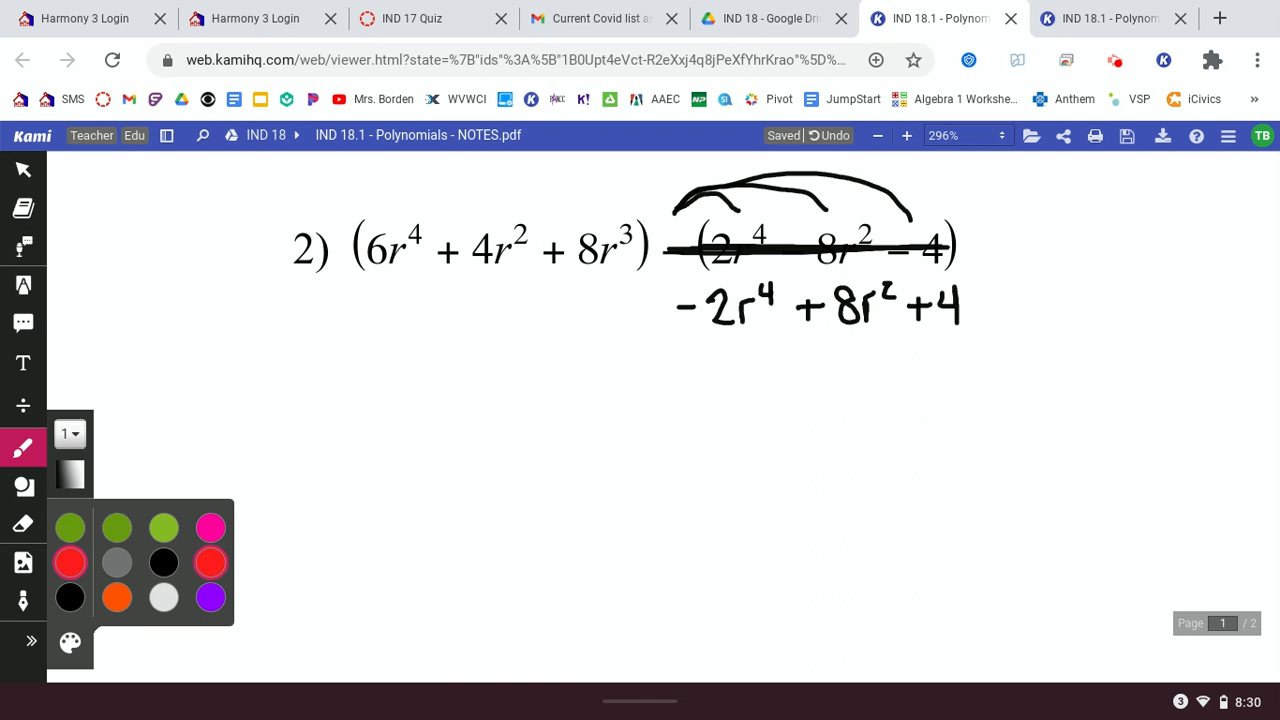 Harmony 3 Login
Harmony 3 Login
IND 17 Quiz
Current Covid list a
IND 18 - Google Dri
IND 18.1 - Polynom
IND 18.1 - Polynom
web.kamihq.com/web/viewer.html?state=%7B"ids"%3A%5B"1B0Upt4eVct-R2eXxj4q8jPeXfYhrKrao"%5D%...
SMS
Mrs. Borden
WVWCI
K!
AAEC
NP
Pivot
JumpStart
Algebra 1 Workshe...
Anthem
VSP
iCivics
»
Kami
Teacher
Edu
IND 18
IND 18.1 - Polynomials - NOTES.pdf
Saved | Undo
296%
TB
2) (6r⁴ + 4r² + 8r³) - (2r⁴ - 8r² - 4)
- 2r⁴ + 8r² + 4
T
1
Page 1 / 2
3
8:30